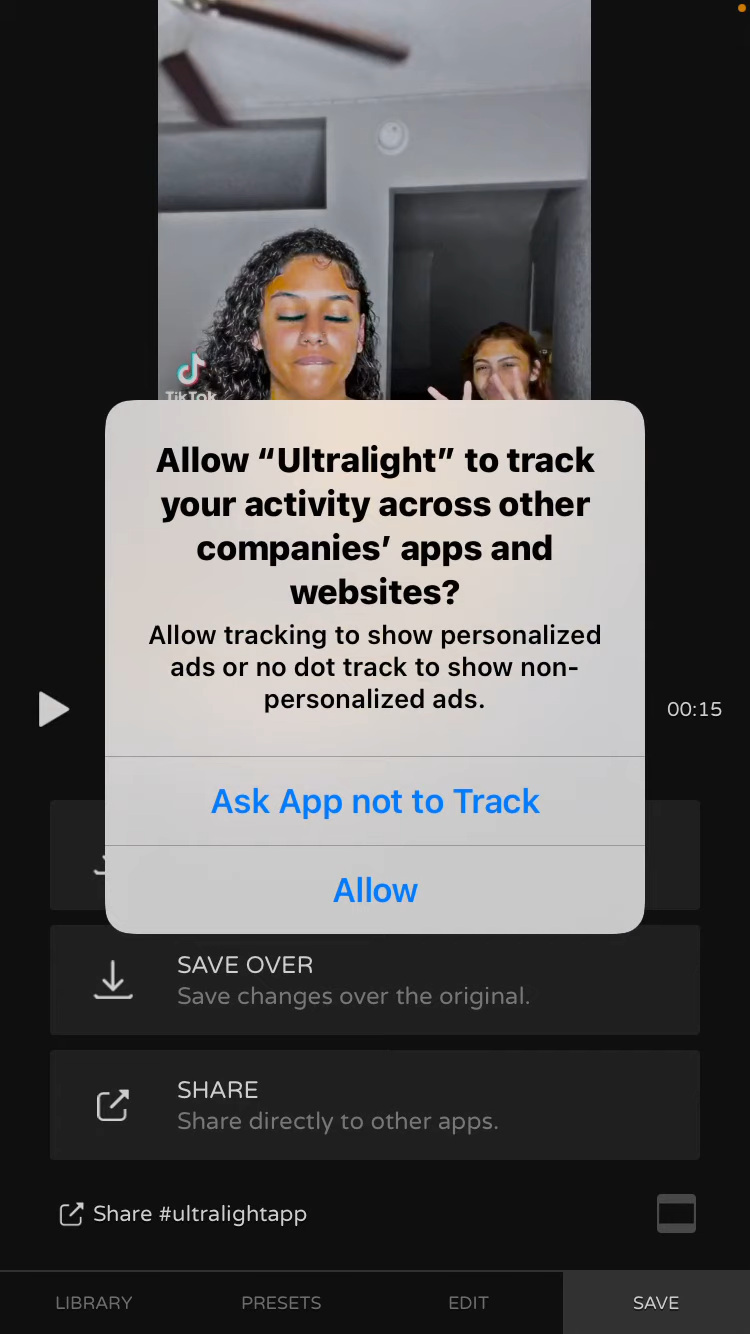 TikTok
Allow “Ultralight” to track
your activity across other
companies’ apps and
websites?
Allow tracking to show personalized
ads or no dot track to show non-
personalized ads.
00:15
Ask App not to Track
Allow
SAVE OVER
Save changes over the original.
SHARE
Share directly to other apps.
Share #ultralightapp
LIBRARY
PRESETS
EDIT
SAVE